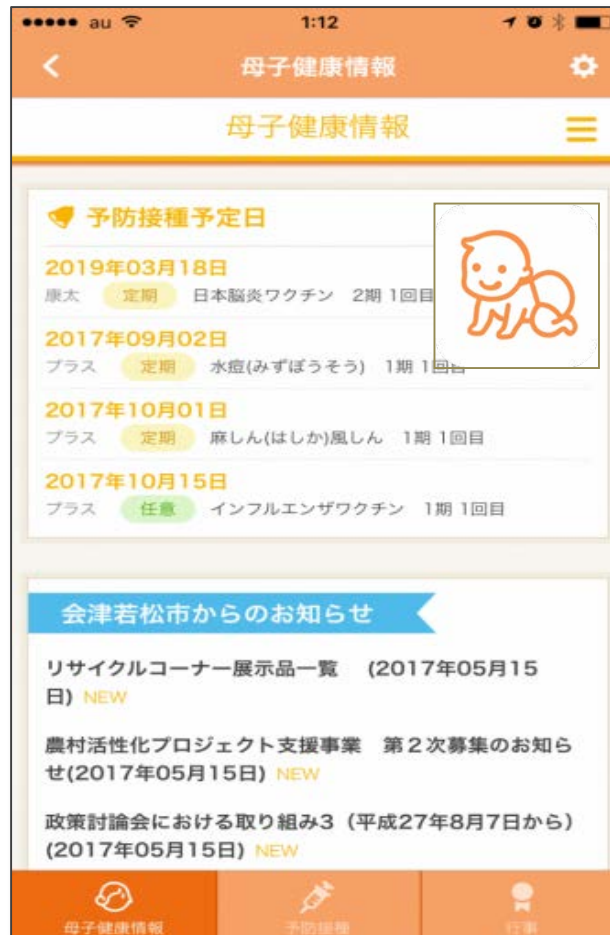 au 1:12
母子健康情報
母子健康情報
予防接種予定日
2019年03月18日
康太 定期 日本脳炎ワクチン 2期 1回目
2017年09月02日
プラス 定期 水痘(みずぼうそう) 1期 1回目
2017年10月01日
プラス 定期 麻しん(はしか)風しん 1期 1回目
2017年10月15日
プラス 任意 インフルエンザワクチン 1期 1回目
会津若松市からのお知らせ
リサイクルコーナー展示品一覧 (2017年05月15
日) NEW
農村活性化プロジェクト支援事業 第2次募集のお知ら
せ(2017年05月15日) NEW
政策討論会における取り組み3（平成27年8月7日から）
(2017年05月15日) NEW
母子健康情報 予防接種 行事